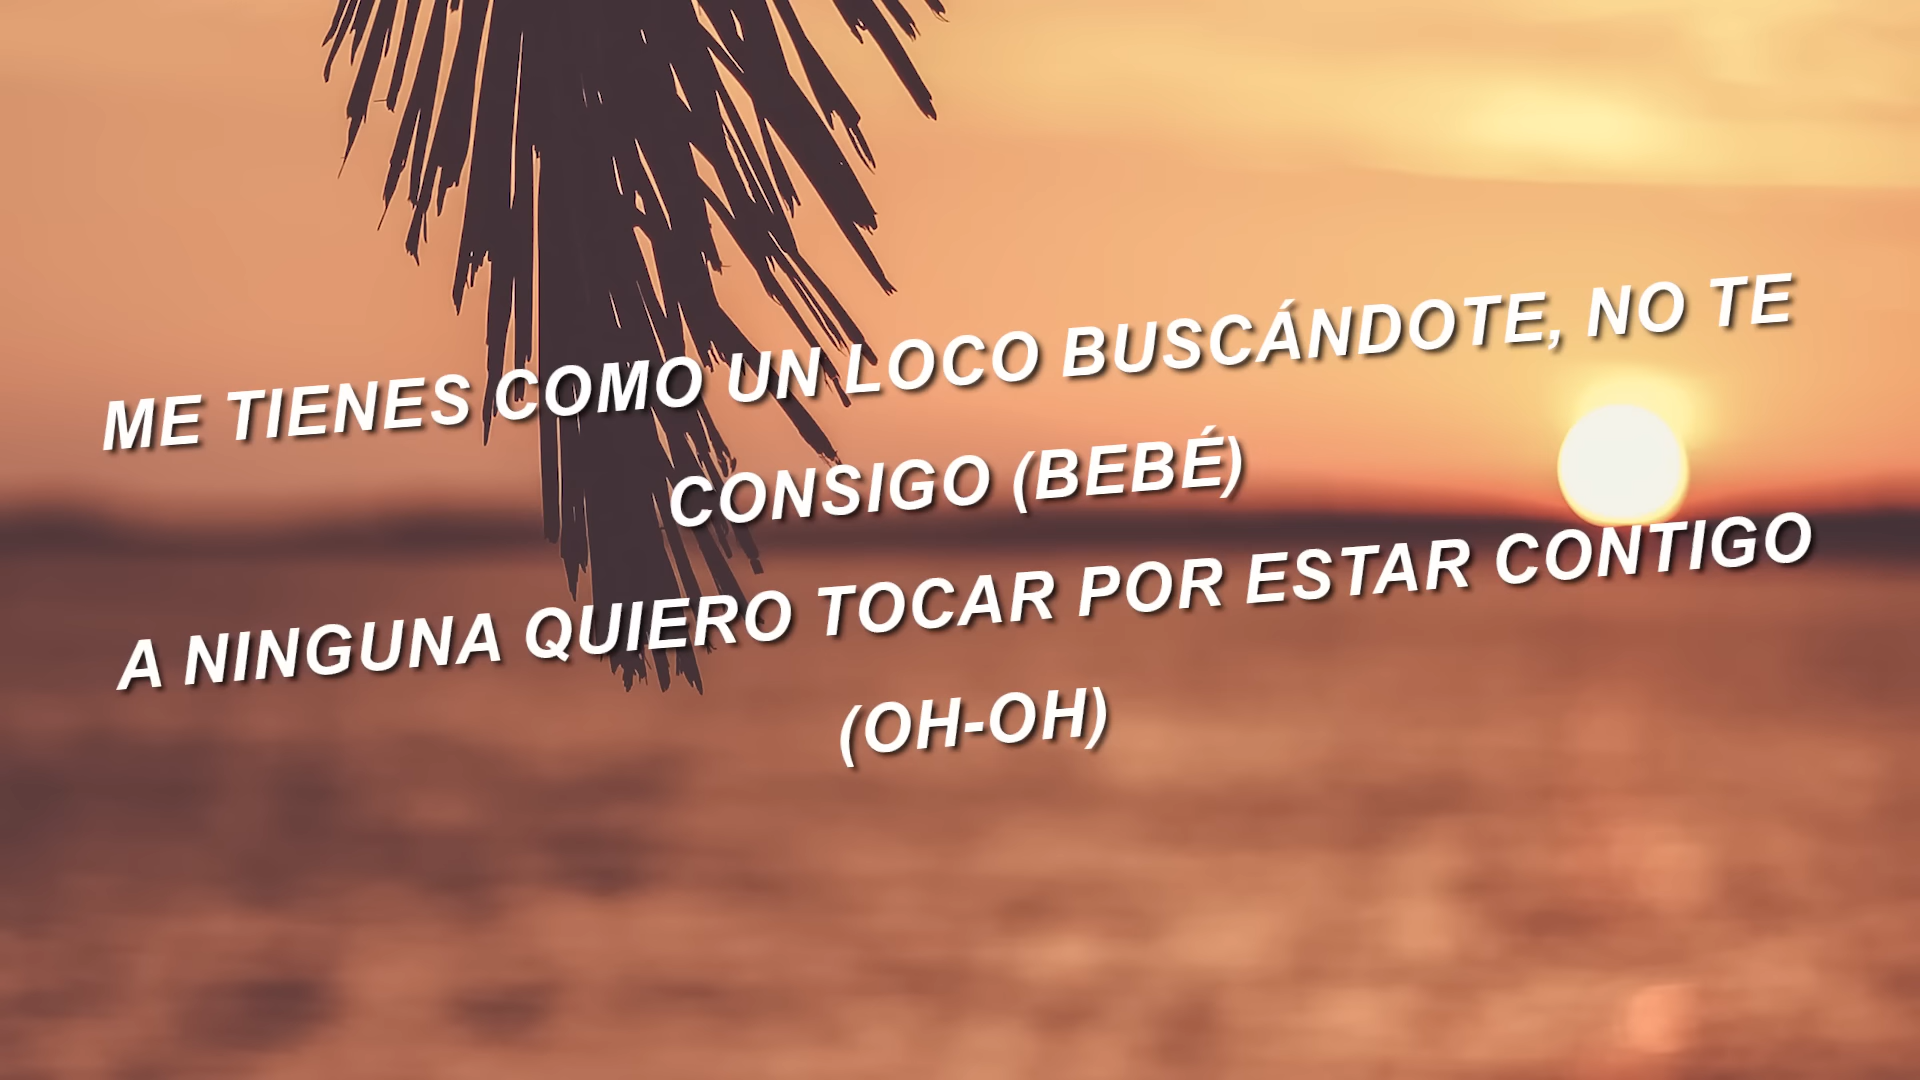 ME TIENES COMO UN LOCO BUSCÁNDOTE, NO TE
CONSIGO (BEBÉ)
A NINGUNA QUIERO TOCAR POR ESTAR CONTIGO
(OH-OH)